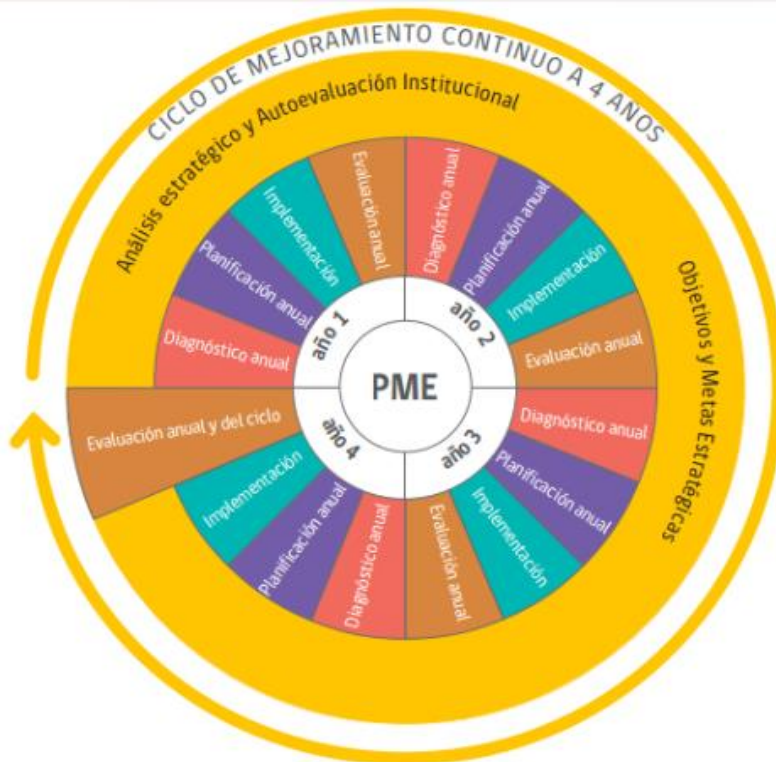 CICLO DE MEJORAMIENTO CONTINUO A 4 AÑOS
Análisis estratégico y Autoevaluación Institucional
Objetivos y Metas Estratégicas
PME
año 1
Diagnóstico anual
Planificación anual
Implementación
Evaluación anual
año 2
Diagnóstico anual
Planificación anual
Implementación
Evaluación anual
año 3
Diagnóstico anual
Planificación anual
Implementación
Evaluación anual
año 4
Diagnóstico anual
Planificación anual
Implementación
Evaluación anual y del ciclo